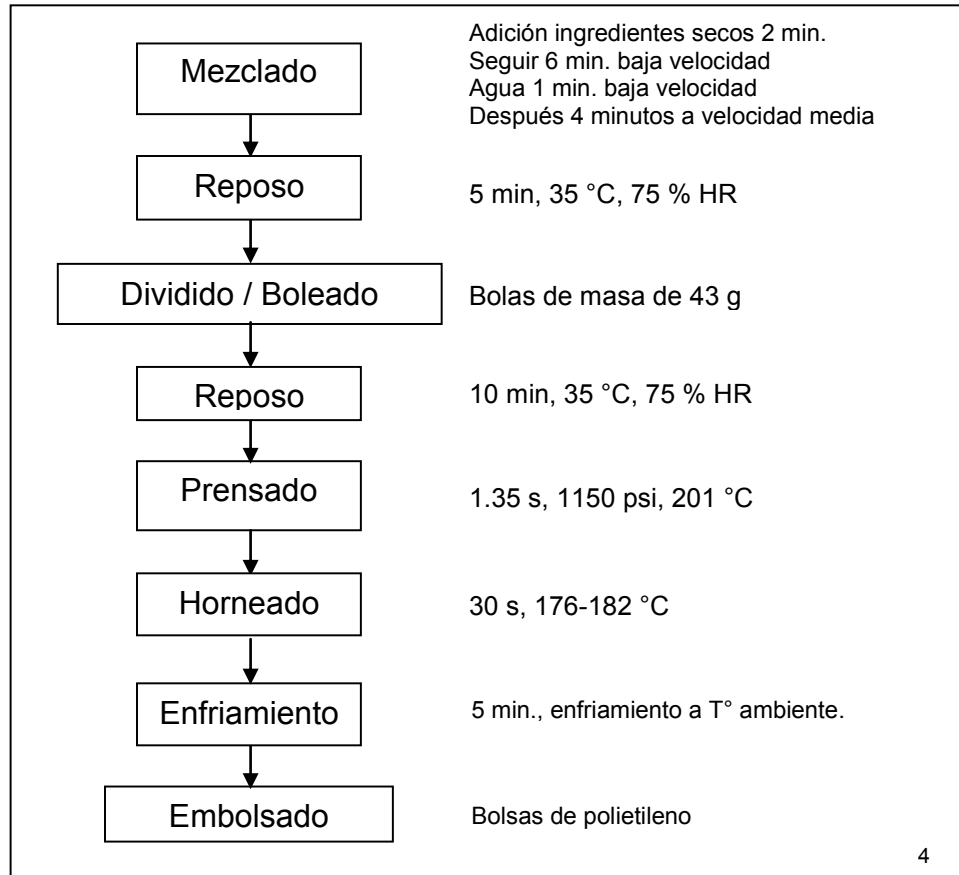 Mezclado
Adición ingredientes secos 2 min.
Seguir 6 min. baja velocidad
Agua 1 min. baja velocidad
Después 4 minutos a velocidad media
Reposo
5 min, 35 °C, 75 % HR
Dividido / Boleado
Bolas de masa de 43 g
Reposo
10 min, 35 °C, 75 % HR
Prensado
1.35 s, 1150 psi, 201 °C
Horneado
30 s, 176-182 °C
Enfriamiento
5 min., enfriamiento a T° ambiente.
Embolsado
Bolsas de polietileno
4